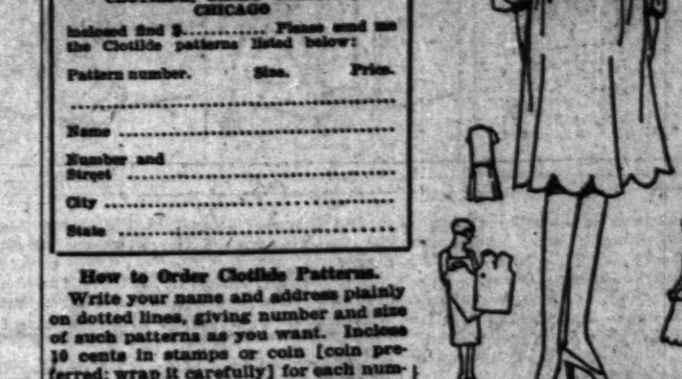 CHICAGO
Inclosed find $............ Please send me
the Clotilde patterns listed below:
Pattern number. Size. Price.
Name
Number and
Street
City
State
How to Order Clotilde Patterns.
Write your name and address plainly
on dotted lines, giving number and size
of such patterns as you want. Inclose
10 cents in stamps or coin [coin pre-
ferred; wrap it carefully] for each num-